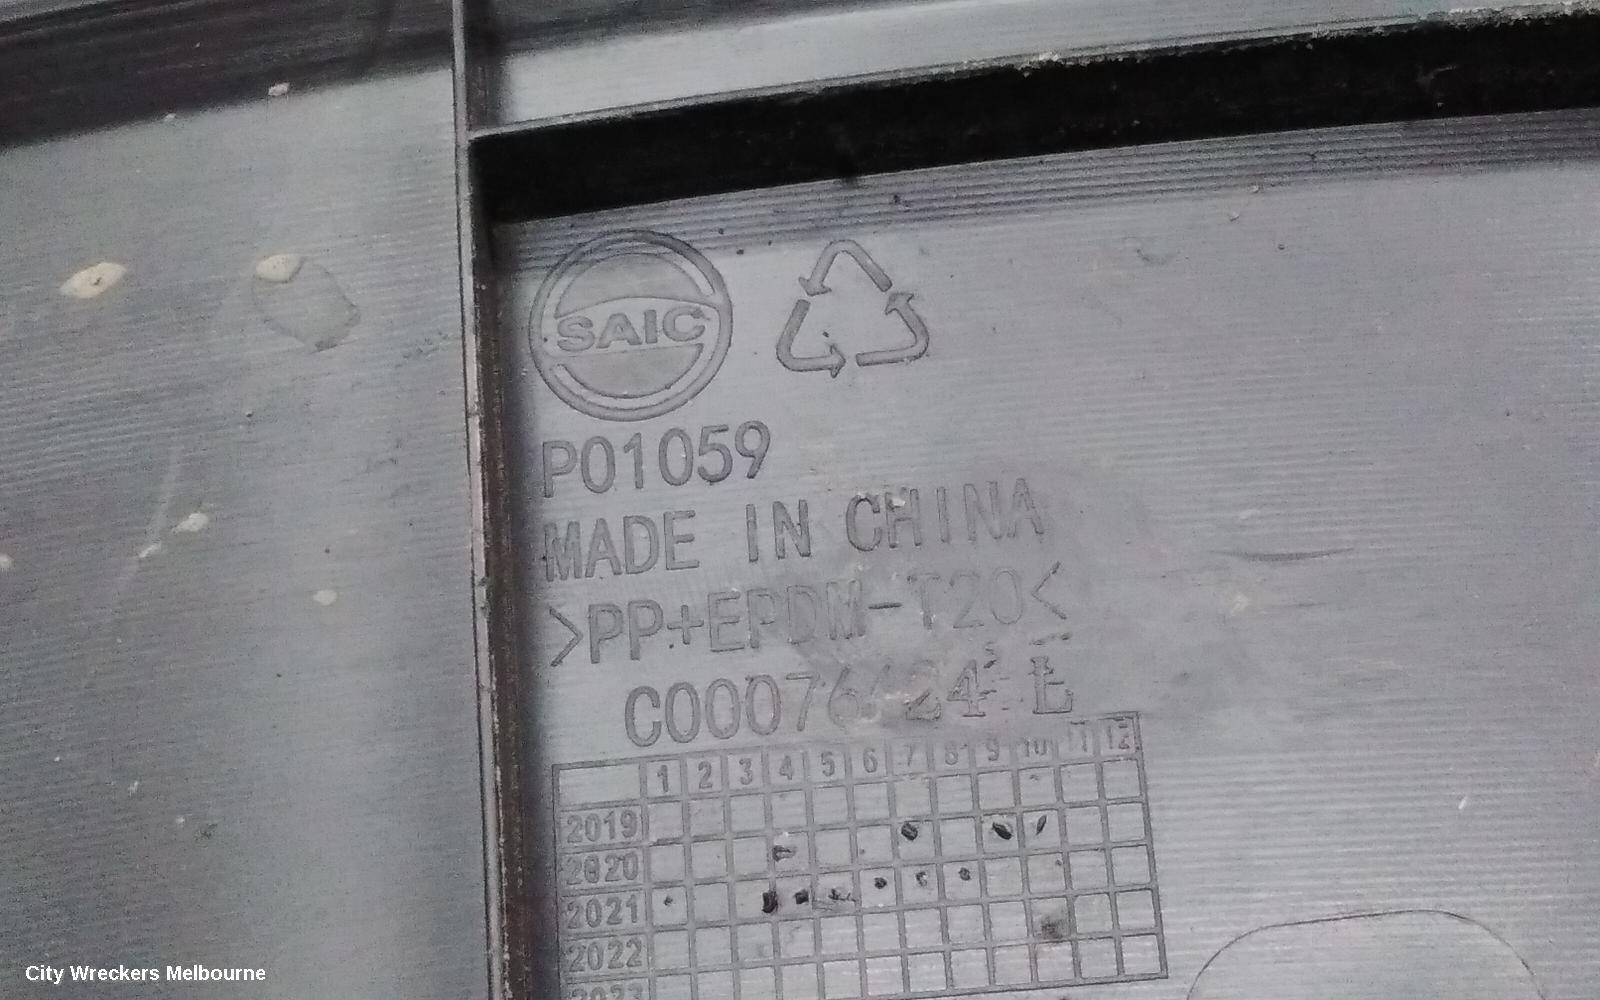 SAIC
P01059
MADE IN CHINA
>PP+EPDM-T20<
1 2 3 4 5 6 7 8 9 10 11 12
2019
2020
2021
2022
2023
City Wreckers Melbourne